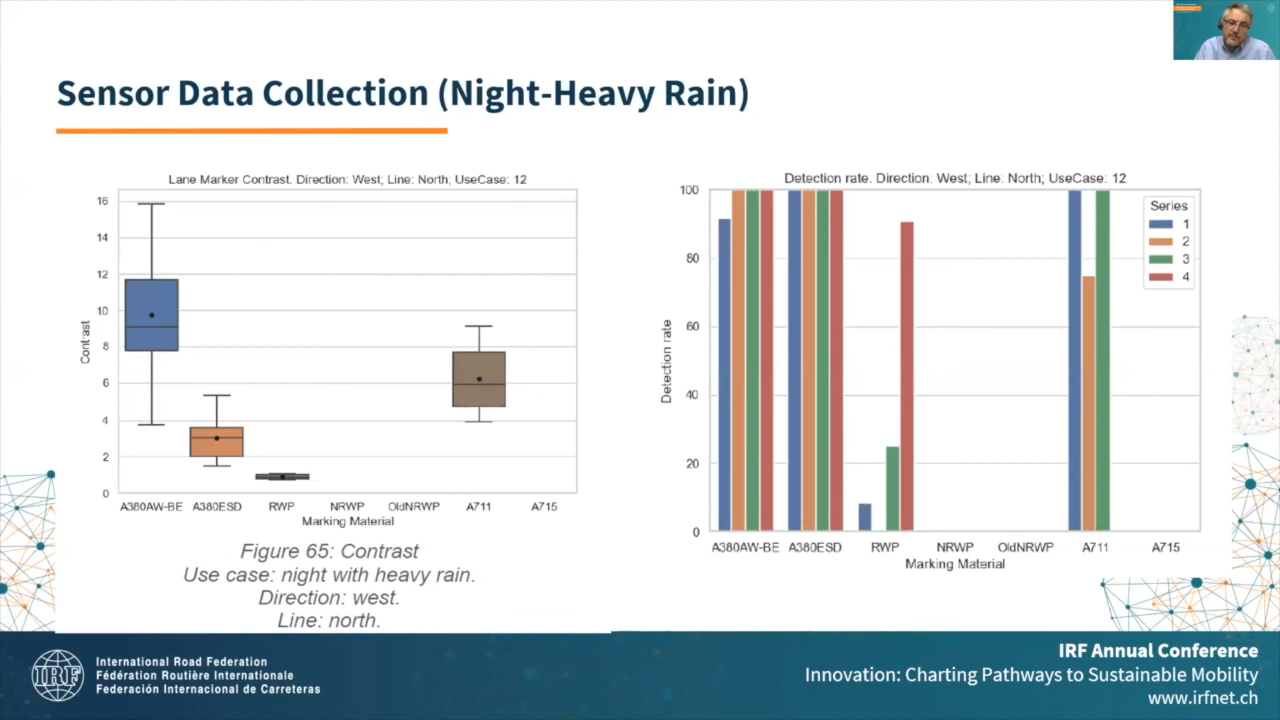 Sensor Data Collection (Night-Heavy Rain)
Lane Marker Contrast. Direction: West; Line: North; UseCase: 12
16
14
12
10
8
6
4
2
0
Contrast
A380AW-BE A380ESD RWP NRWP OldNRWP A711 A715
Marking Material
Figure 65: Contrast
Use case: night with heavy rain.
Direction: west.
Line: north.
Detection rate. Direction: West; Line: North; UseCase: 12
100
80
60
40
20
0
Detection rate
Series
1
2
3
4
A380AW-BE A380ESD RWP NRWP OldNRWP A711 A715
Marking Material
IRF
International Road Federation
Fédération Routière Internationale
Federación Internacional de Carreteras
IRF Annual Conference
Innovation: Charting Pathways to Sustainable Mobility
www.irfnet.ch